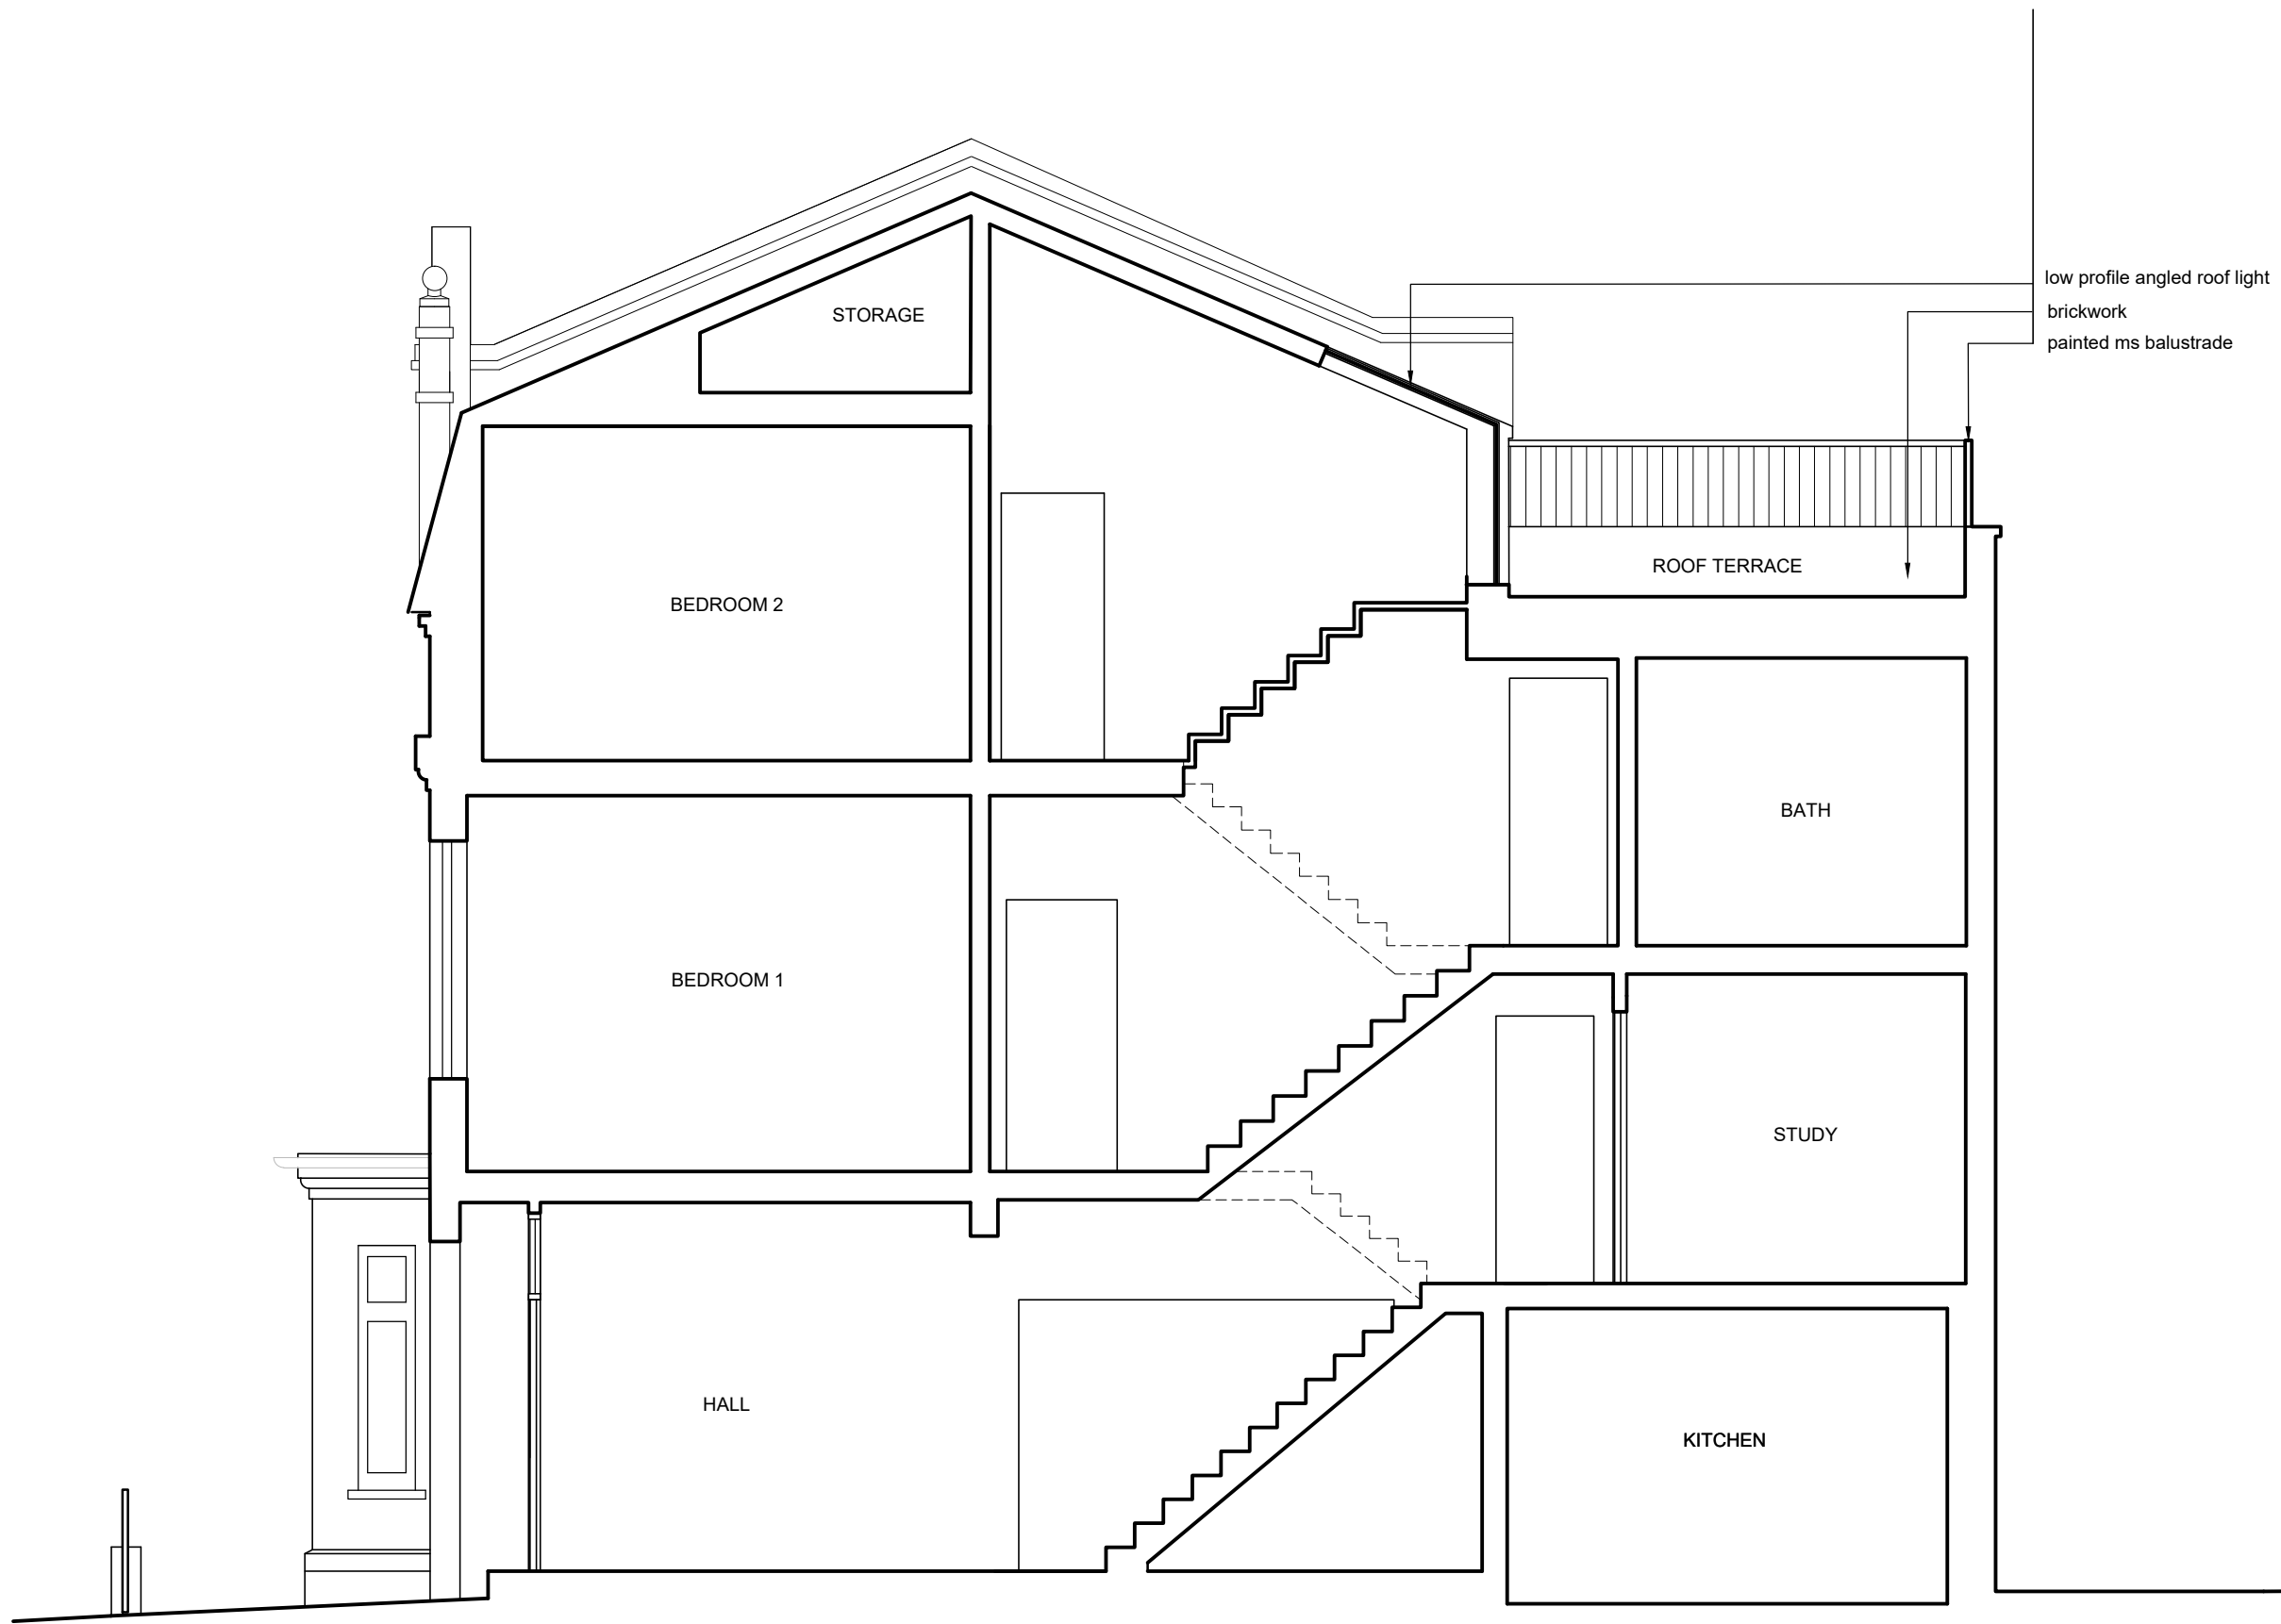 low profile angled roof light
brickwork
painted ms balustrade
STORAGE
ROOF TERRACE
BEDROOM 2
BATH
BEDROOM 1
STUDY
HALL
KITCHEN